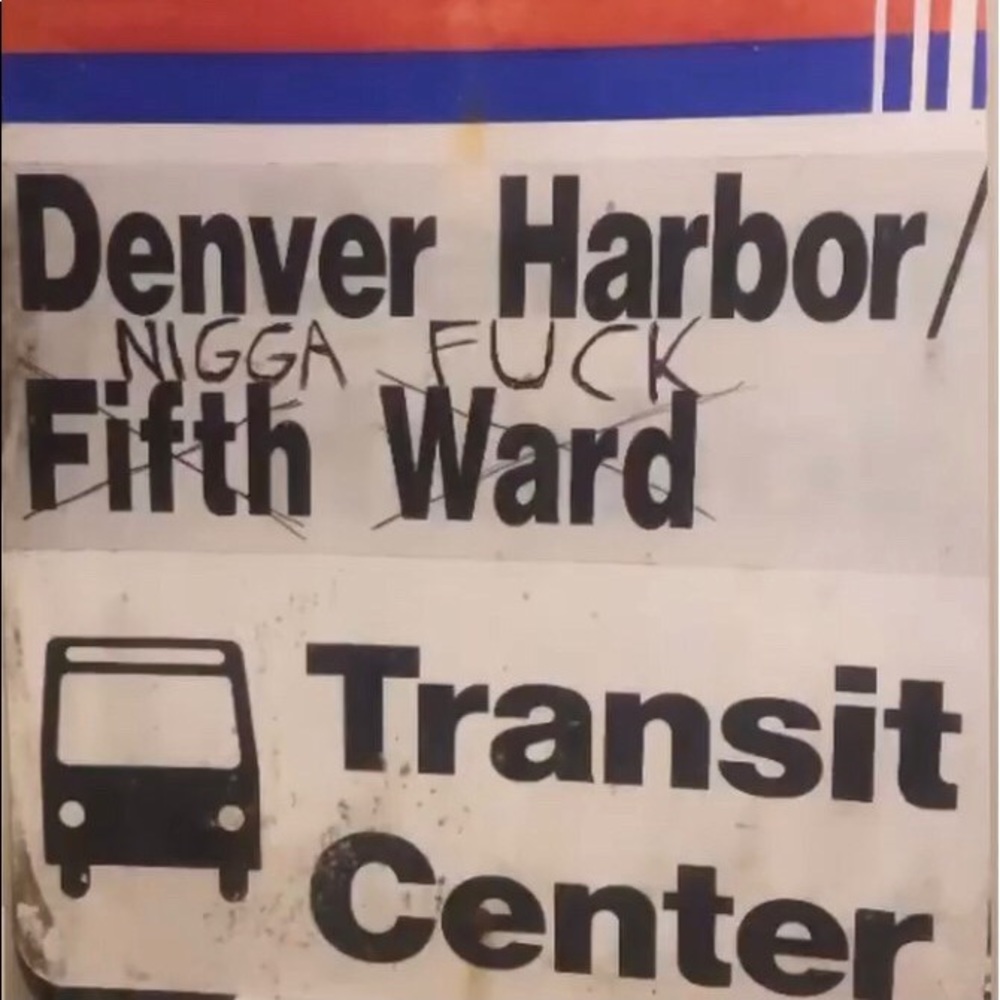 Denver Harbor/
NIGGA FUCK
Fifth Ward
Transit
Center